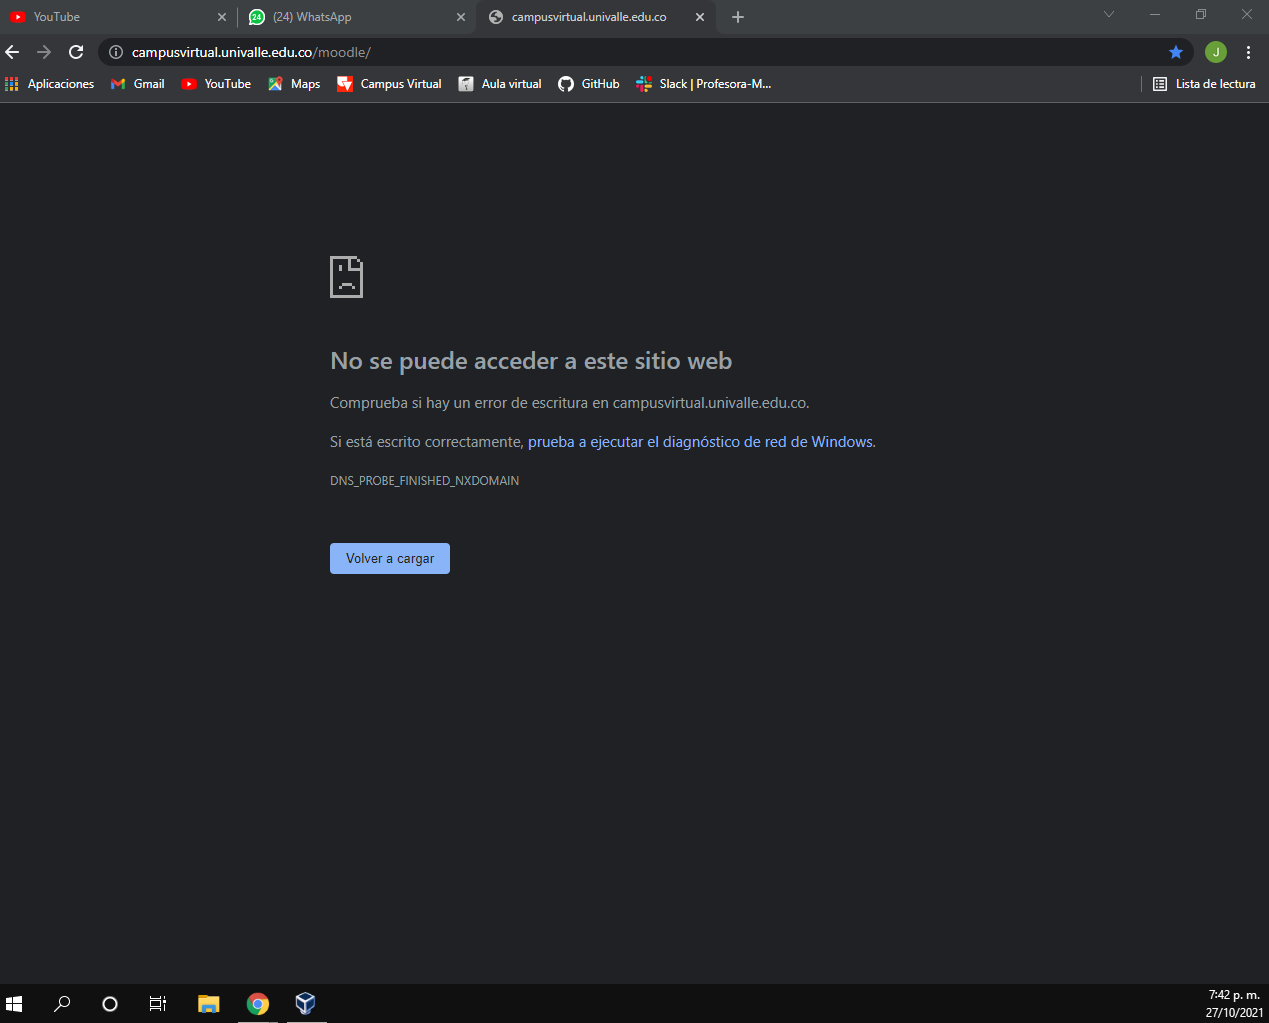 YouTube
24
(24) WhatsApp
campusvirtual.univalle.edu.co
campusvirtual.univalle.edu.co/moodle/
J
Aplicaciones
Gmail
YouTube
Maps
Campus Virtual
Aula virtual
GitHub
Slack | Profesora-M...
Lista de lectura
No se puede acceder a este sitio web
Comprueba si hay un error de escritura en campusvirtual.univalle.edu.co.
Si está escrito correctamente, prueba a ejecutar el diagnóstico de red de Windows.
DNS_PROBE_FINISHED_NXDOMAIN
Volver a cargar
7:42 p. m.
27/10/2021